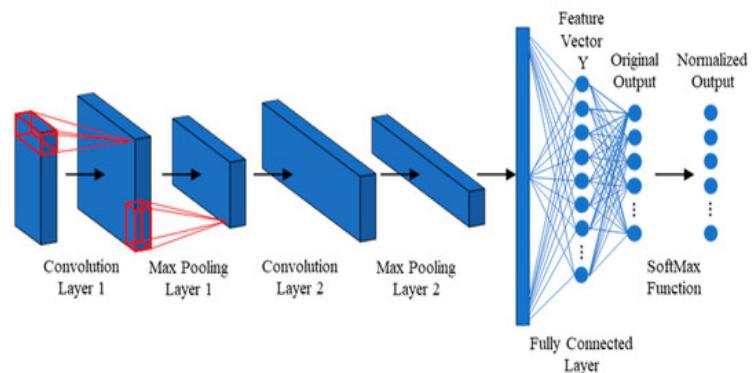 Feature
Vector
Y
Original
Output
Normalized
Output
Convolution
Layer 1
Max Pooling
Layer 1
Convolution
Layer 2
Max Pooling
Layer 2
SoftMax
Function
Fully Connected
Layer